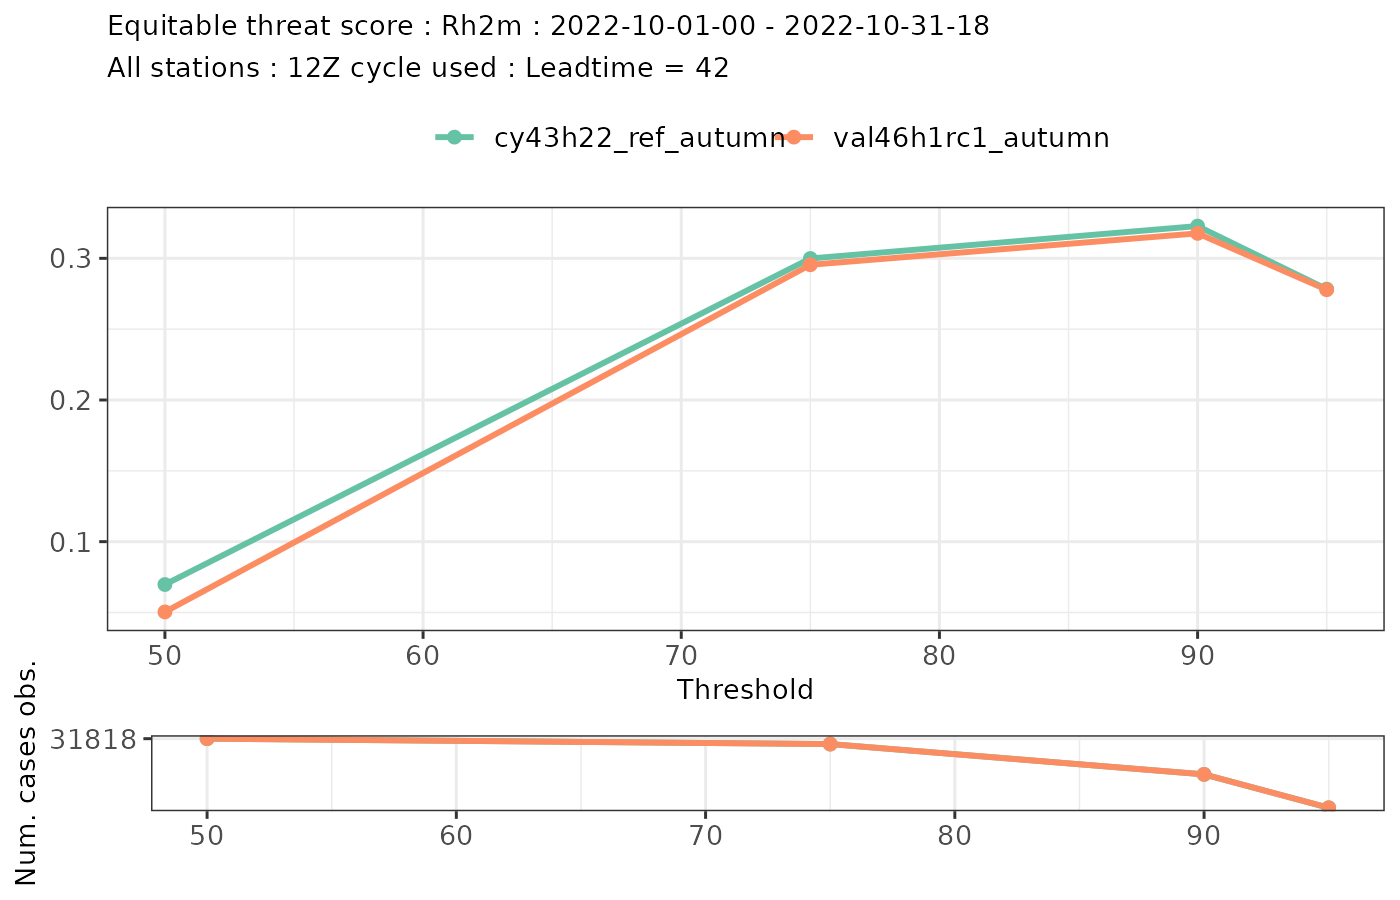 Equitable threat score : Rh2m : 2022-10-01-00 - 2022-10-31-18
All stations : 12Z cycle used : Leadtime = 42
cy43h22_ref_autumn val46h1rc1_autumn
0.3
0.2
0.1
50 60 70 80 90
Threshold
Num. cases obs.
31818
50 60 70 80 90